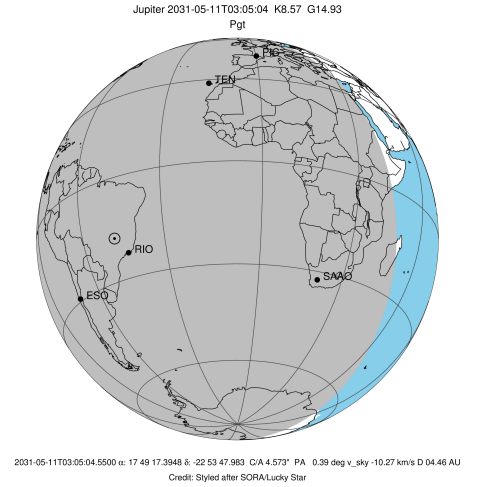 Jupiter 2031-05-11T03:05:04 K8.57 G14.93
Pgt
TEN
RIO
ESO
SAAO
2031-05-11T03:05:04.5500 α: 17 49 17.3948 δ: -22 53 47.983 C/A 4.573" PA 0.39 deg v_sky -10.27 km/s D 04.46 AU
Credit: Styled after SORA/Lucky Star